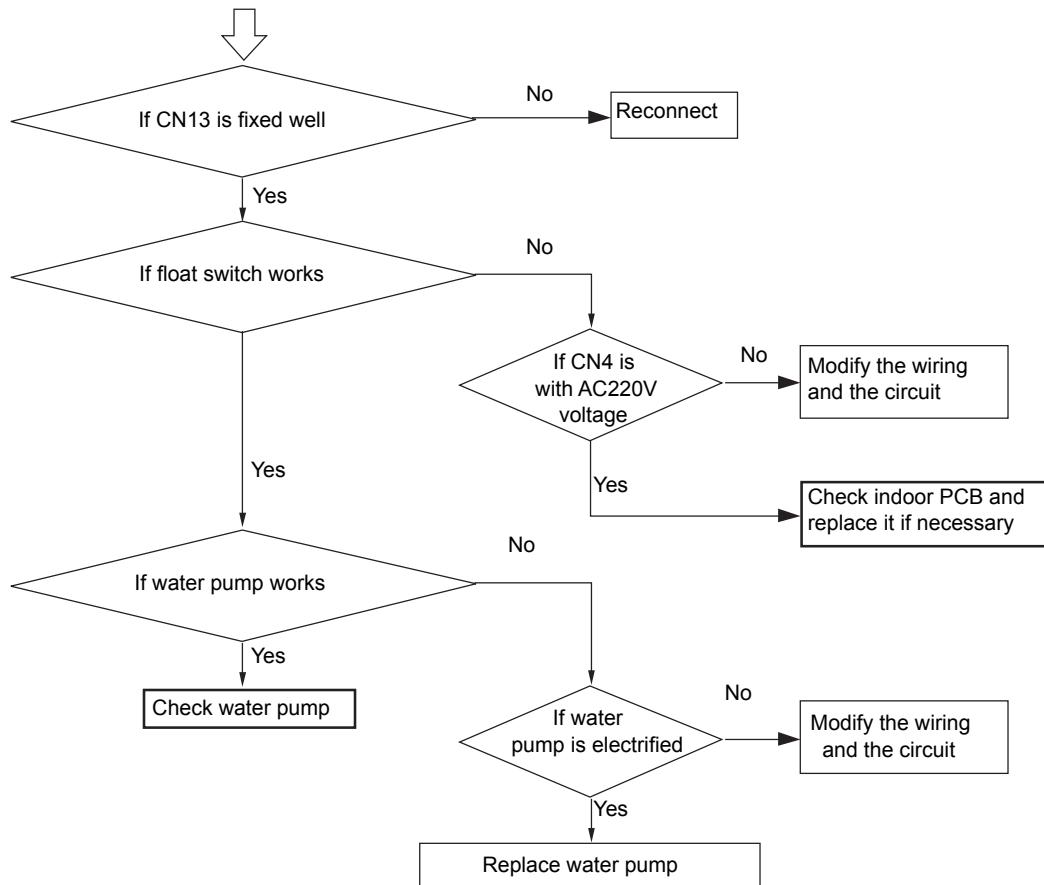 If CN13 is fixed well
No
Reconnect
Yes
If float switch works
No
If CN4 is
with AC220V
voltage
No
Modify the wiring
and the circuit
Yes
Yes
Check indoor PCB and
replace it if necessary
If water pump works
No
Yes
Check water pump
If water
pump is electrified
No
Modify the wiring
and the circuit
Yes
Replace water pump